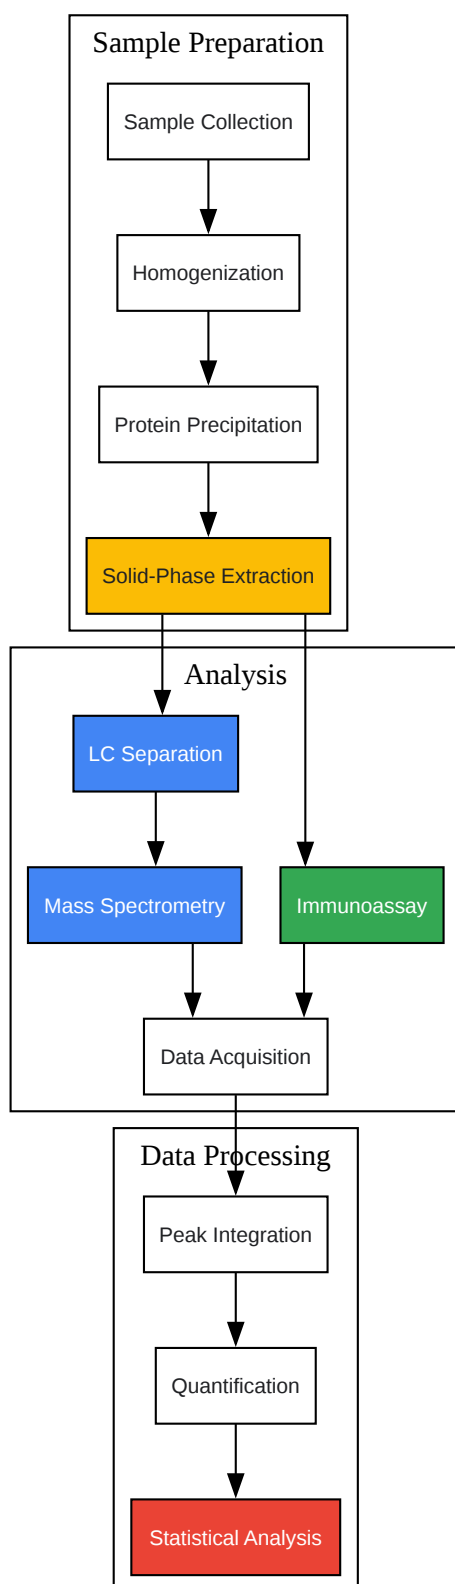 Sample Preparation
Sample Collection
Homogenization
Protein Precipitation
Solid-Phase Extraction
Analysis
LC Separation
Mass Spectrometry
Immunoassay
Data Acquisition
Data Processing
Peak Integration
Quantification
Statistical Analysis